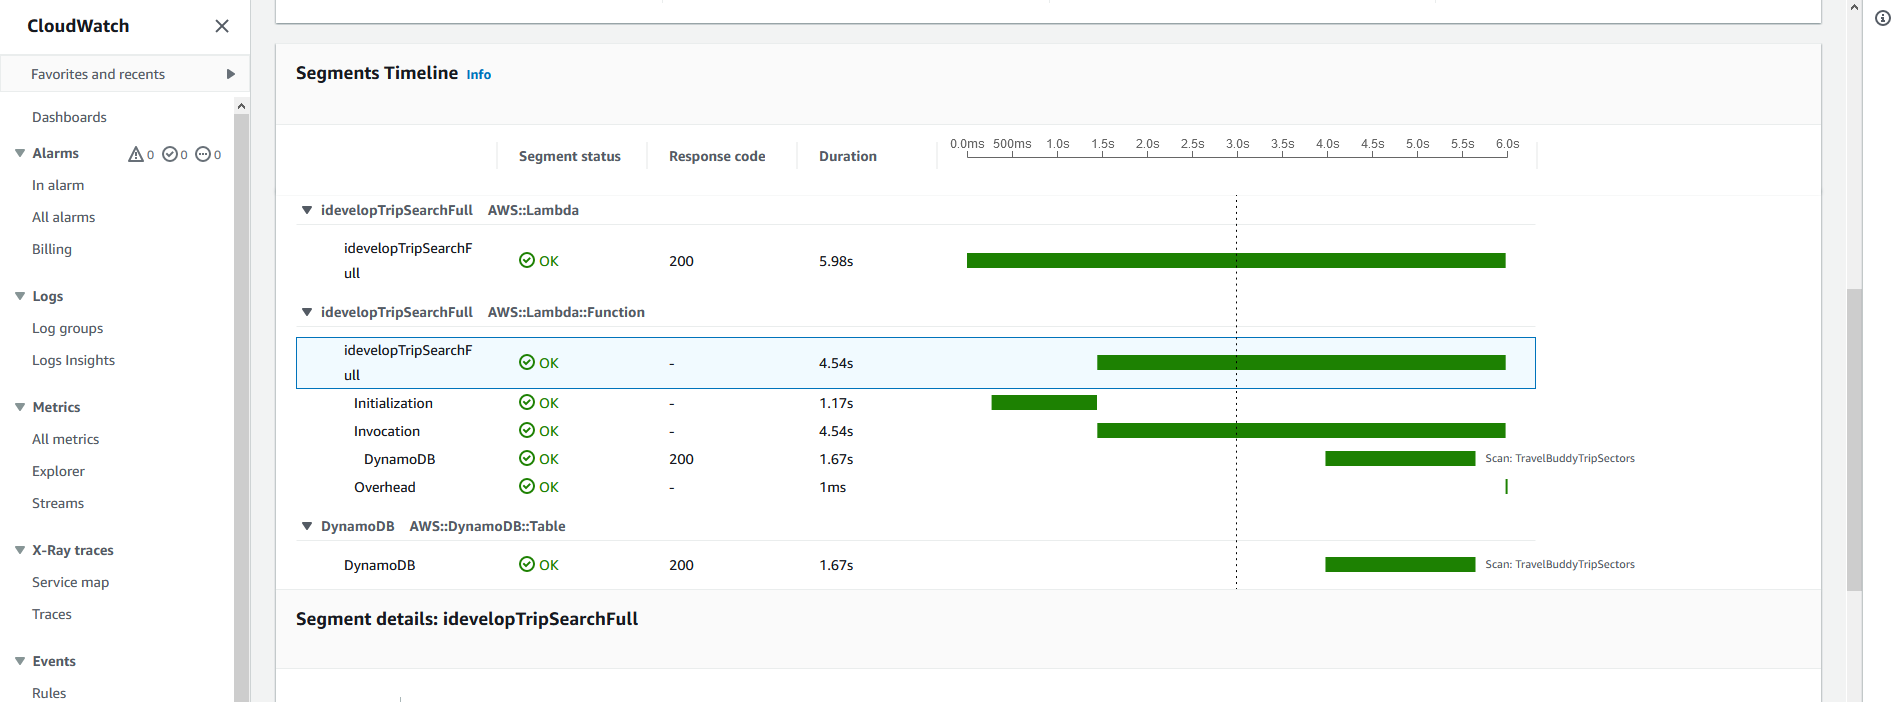 CloudWatch
Favorites and recents
Dashboards
Alarms 0 0 0
In alarm
All alarms
Billing
Logs
Log groups
Logs Insights
Metrics
All metrics
Explorer
Streams
X-Ray traces
Service map
Traces
Events
Rules
Segments Timeline Info
Segment status Response code Duration
0.0ms 500ms 1.0s 1.5s 2.0s 2.5s 3.0s 3.5s 4.0s 4.5s 5.0s 5.5s 6.0s
idevelopTripSearchFull AWS::Lambda
idevelopTripSearchF
ull
OK 200 5.98s
idevelopTripSearchFull AWS::Lambda::Function
idevelopTripSearchF
ull
OK - 4.54s
Initialization OK - 1.17s
Invocation OK - 4.54s
DynamoDB OK 200 1.67s Scan: TravelBuddyTripSectors
Overhead OK - 1ms
DynamoDB AWS::DynamoDB::Table
DynamoDB OK 200 1.67s Scan: TravelBuddyTripSectors
Segment details: idevelopTripSearchFull